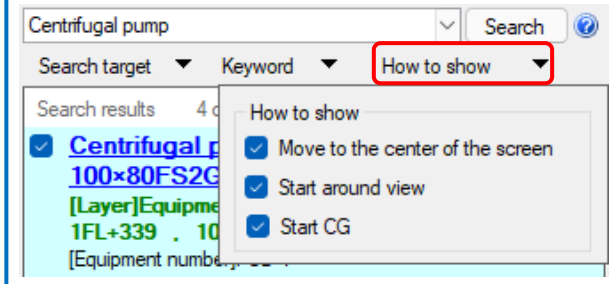 Centrifugal pump Search
Search target Keyword How to show
Search results 4
How to show
Move to the center of the screen
Start around view
Start CG
Centrifugal
100×80FS2G
[Layer]Equipme
1FL+339 . 10
[Equipment number]: